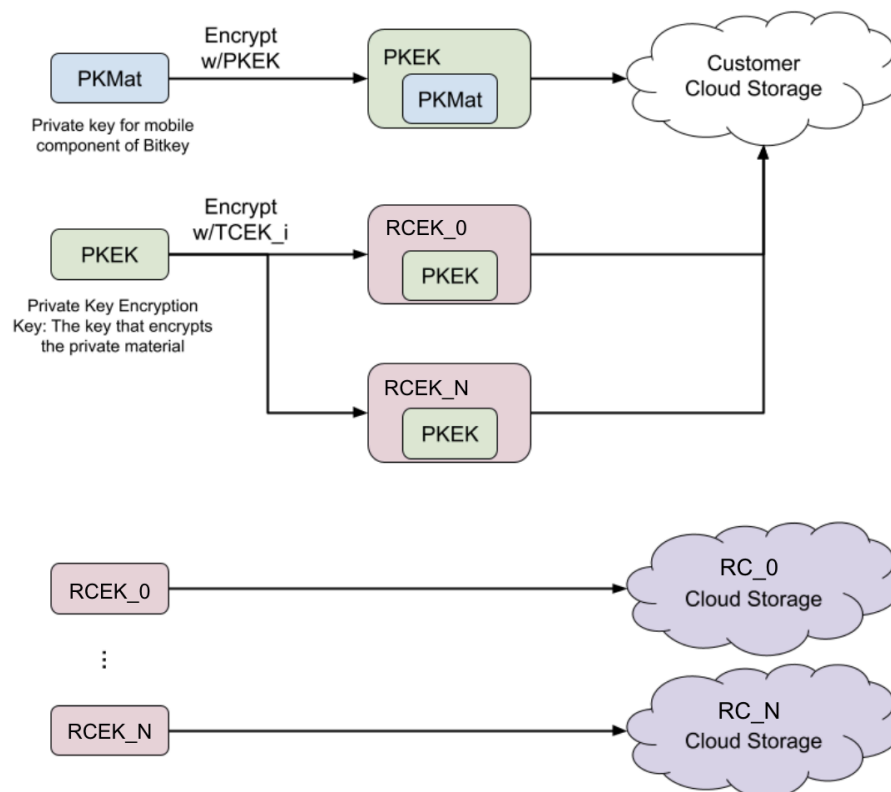 Encrypt
w/PKEK
PKMat
PKEK
PKMat
Customer
Cloud Storage
Private key for mobile
component of Bitkey
Encrypt
w/TCEK_i
PKEK
RCEK_0
PKEK
Private Key Encryption
Key: The key that encrypts
the private material
RCEK_N
PKEK
RCEK_0
RC_0
Cloud Storage
...
RCEK_N
RC_N
Cloud Storage